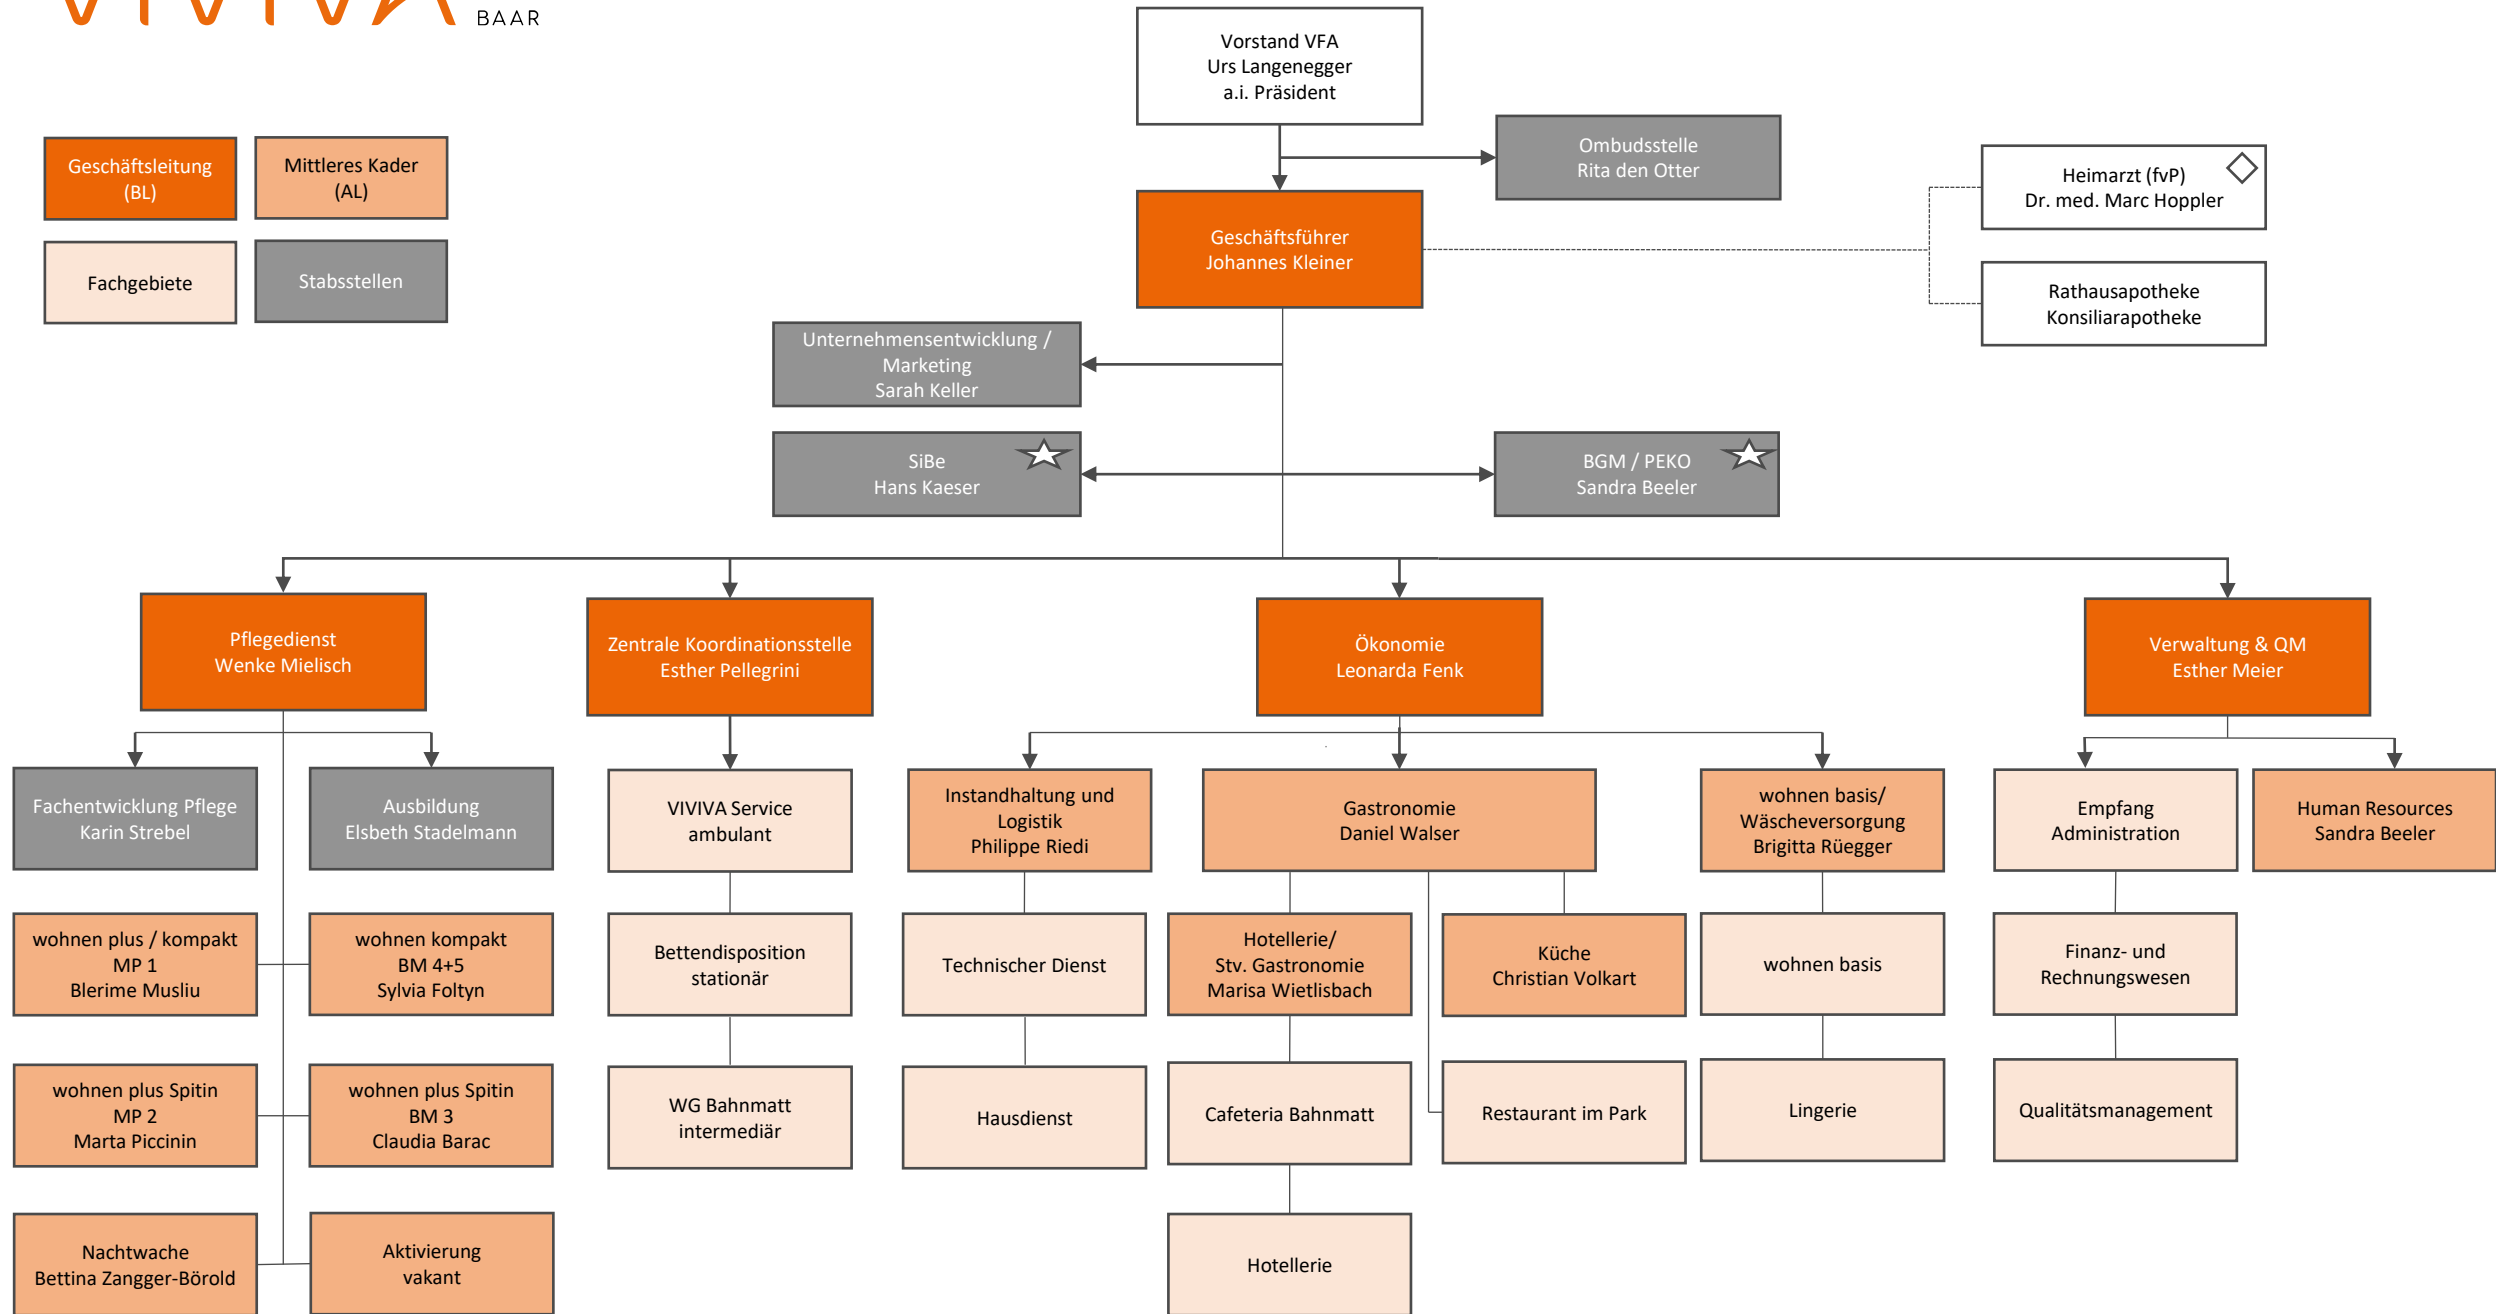 VIVIVA
BAAR
Vorstand VFA
Urs Langenegger
a.i. Präsident
Ombudsstelle
Rita den Otter
Geschäftsleitung
(BL)
Mittleres Kader
(AL)
Heimarzt (fvP)
Dr. med. Marc Hoppler
Geschäftsführer
Johannes Kleiner
Fachgebiete
Stabsstellen
Rathausapotheke
Konsiliarapotheke
Unternehmensentwicklung /
Marketing
Sarah Keller
SiBe
Hans Kaeser
BGM / PEKO
Sandra Beeler
Pflegedienst
Wenke Mielisch
Zentrale Koordinationsstelle
Esther Pellegrini
Ökonomie
Leonarda Fenk
Verwaltung & QM
Esther Meier
Fachentwicklung Pflege
Karin Strebel
Ausbildung
Elsbeth Stadelmann
VIVIVA Service
ambulant
Instandhaltung und
Logistik
Philippe Riedi
Gastronomie
Daniel Walser
wohnen basis/
Wäscheversorgung
Brigitta Rüegger
Empfang
Administration
Human Resources
Sandra Beeler
wohnen plus / kompakt
MP 1
Blerime Musliu
wohnen kompakt
BM 4+5
Sylvia Foltyn
Bettendisposition
stationär
Technischer Dienst
Hotellerie/
Stv. Gastronomie
Marisa Wietlisbach
Küche
Christian Volkart
wohnen basis
Finanz- und
Rechnungswesen
wohnen plus Spitin
MP 2
Marta Piccinin
wohnen plus Spitin
BM 3
Claudia Barac
WG Bahnmatt
intermediär
Hausdienst
Cafeteria Bahnmatt
Restaurant im Park
Lingerie
Qualitätsmanagement
Nachtwache
Bettina Zangger-Börold
Aktivierung
vakant
Hotellerie